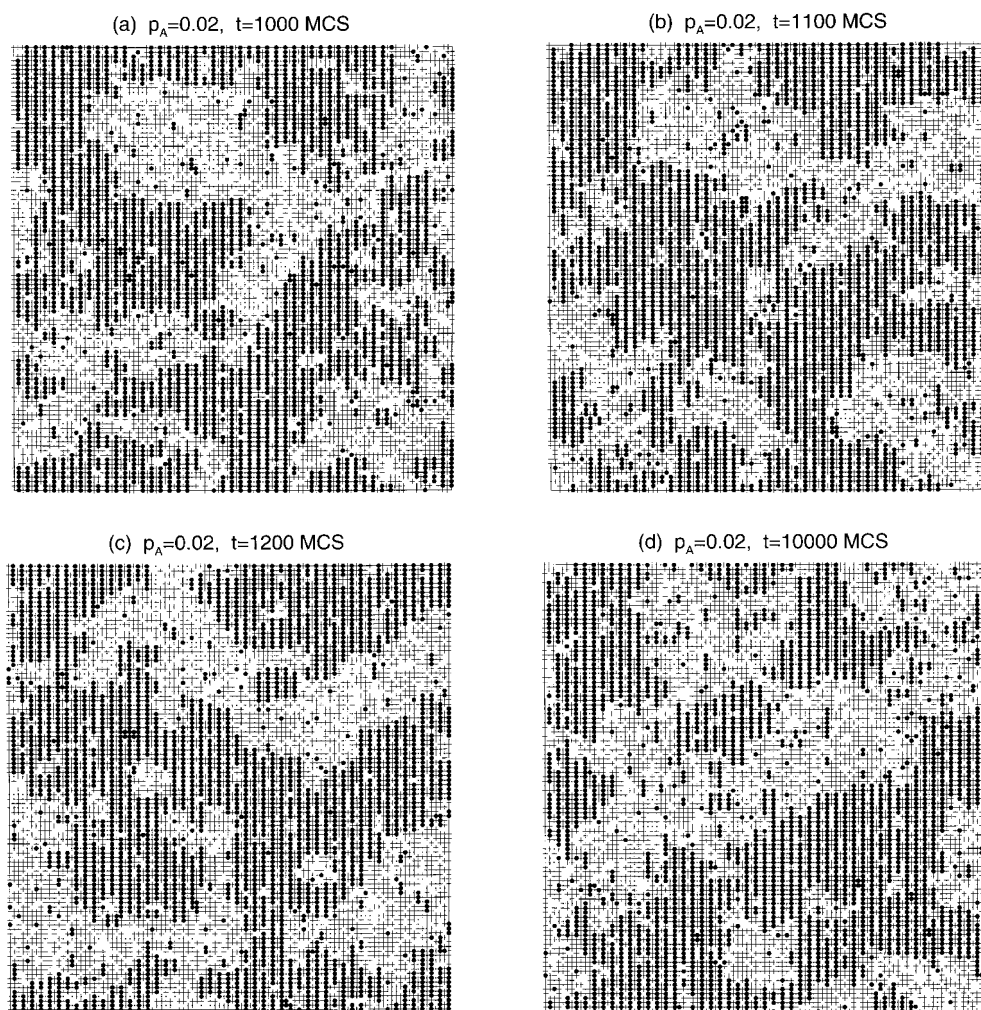 (a) p_A=0.02, t=1000 MCS
(b) p_A=0.02, t=1100 MCS
(c) p_A=0.02, t=1200 MCS
(d) p_A=0.02, t=10000 MCS